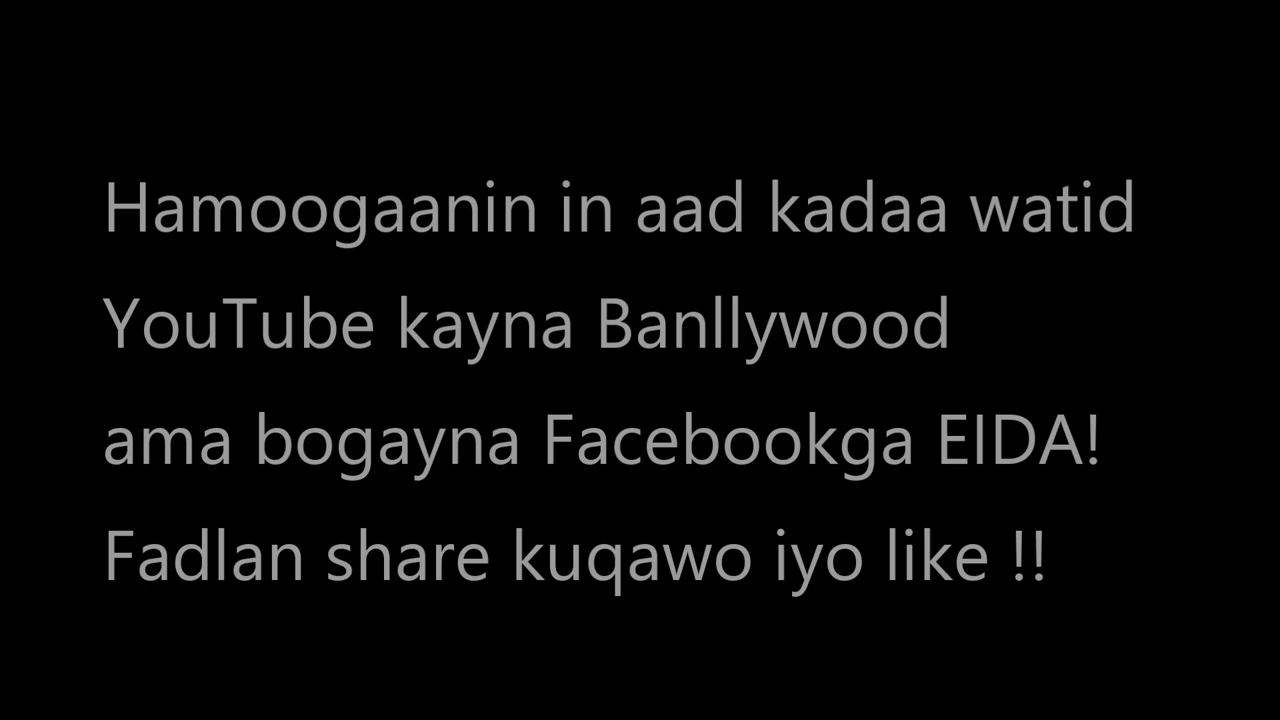 Hamoogaanin in aad kadaa watid
YouTube kayna Banllywood
ama bogayna Facebookga EIDA!
Fadlan share kuqawo iyo like !!